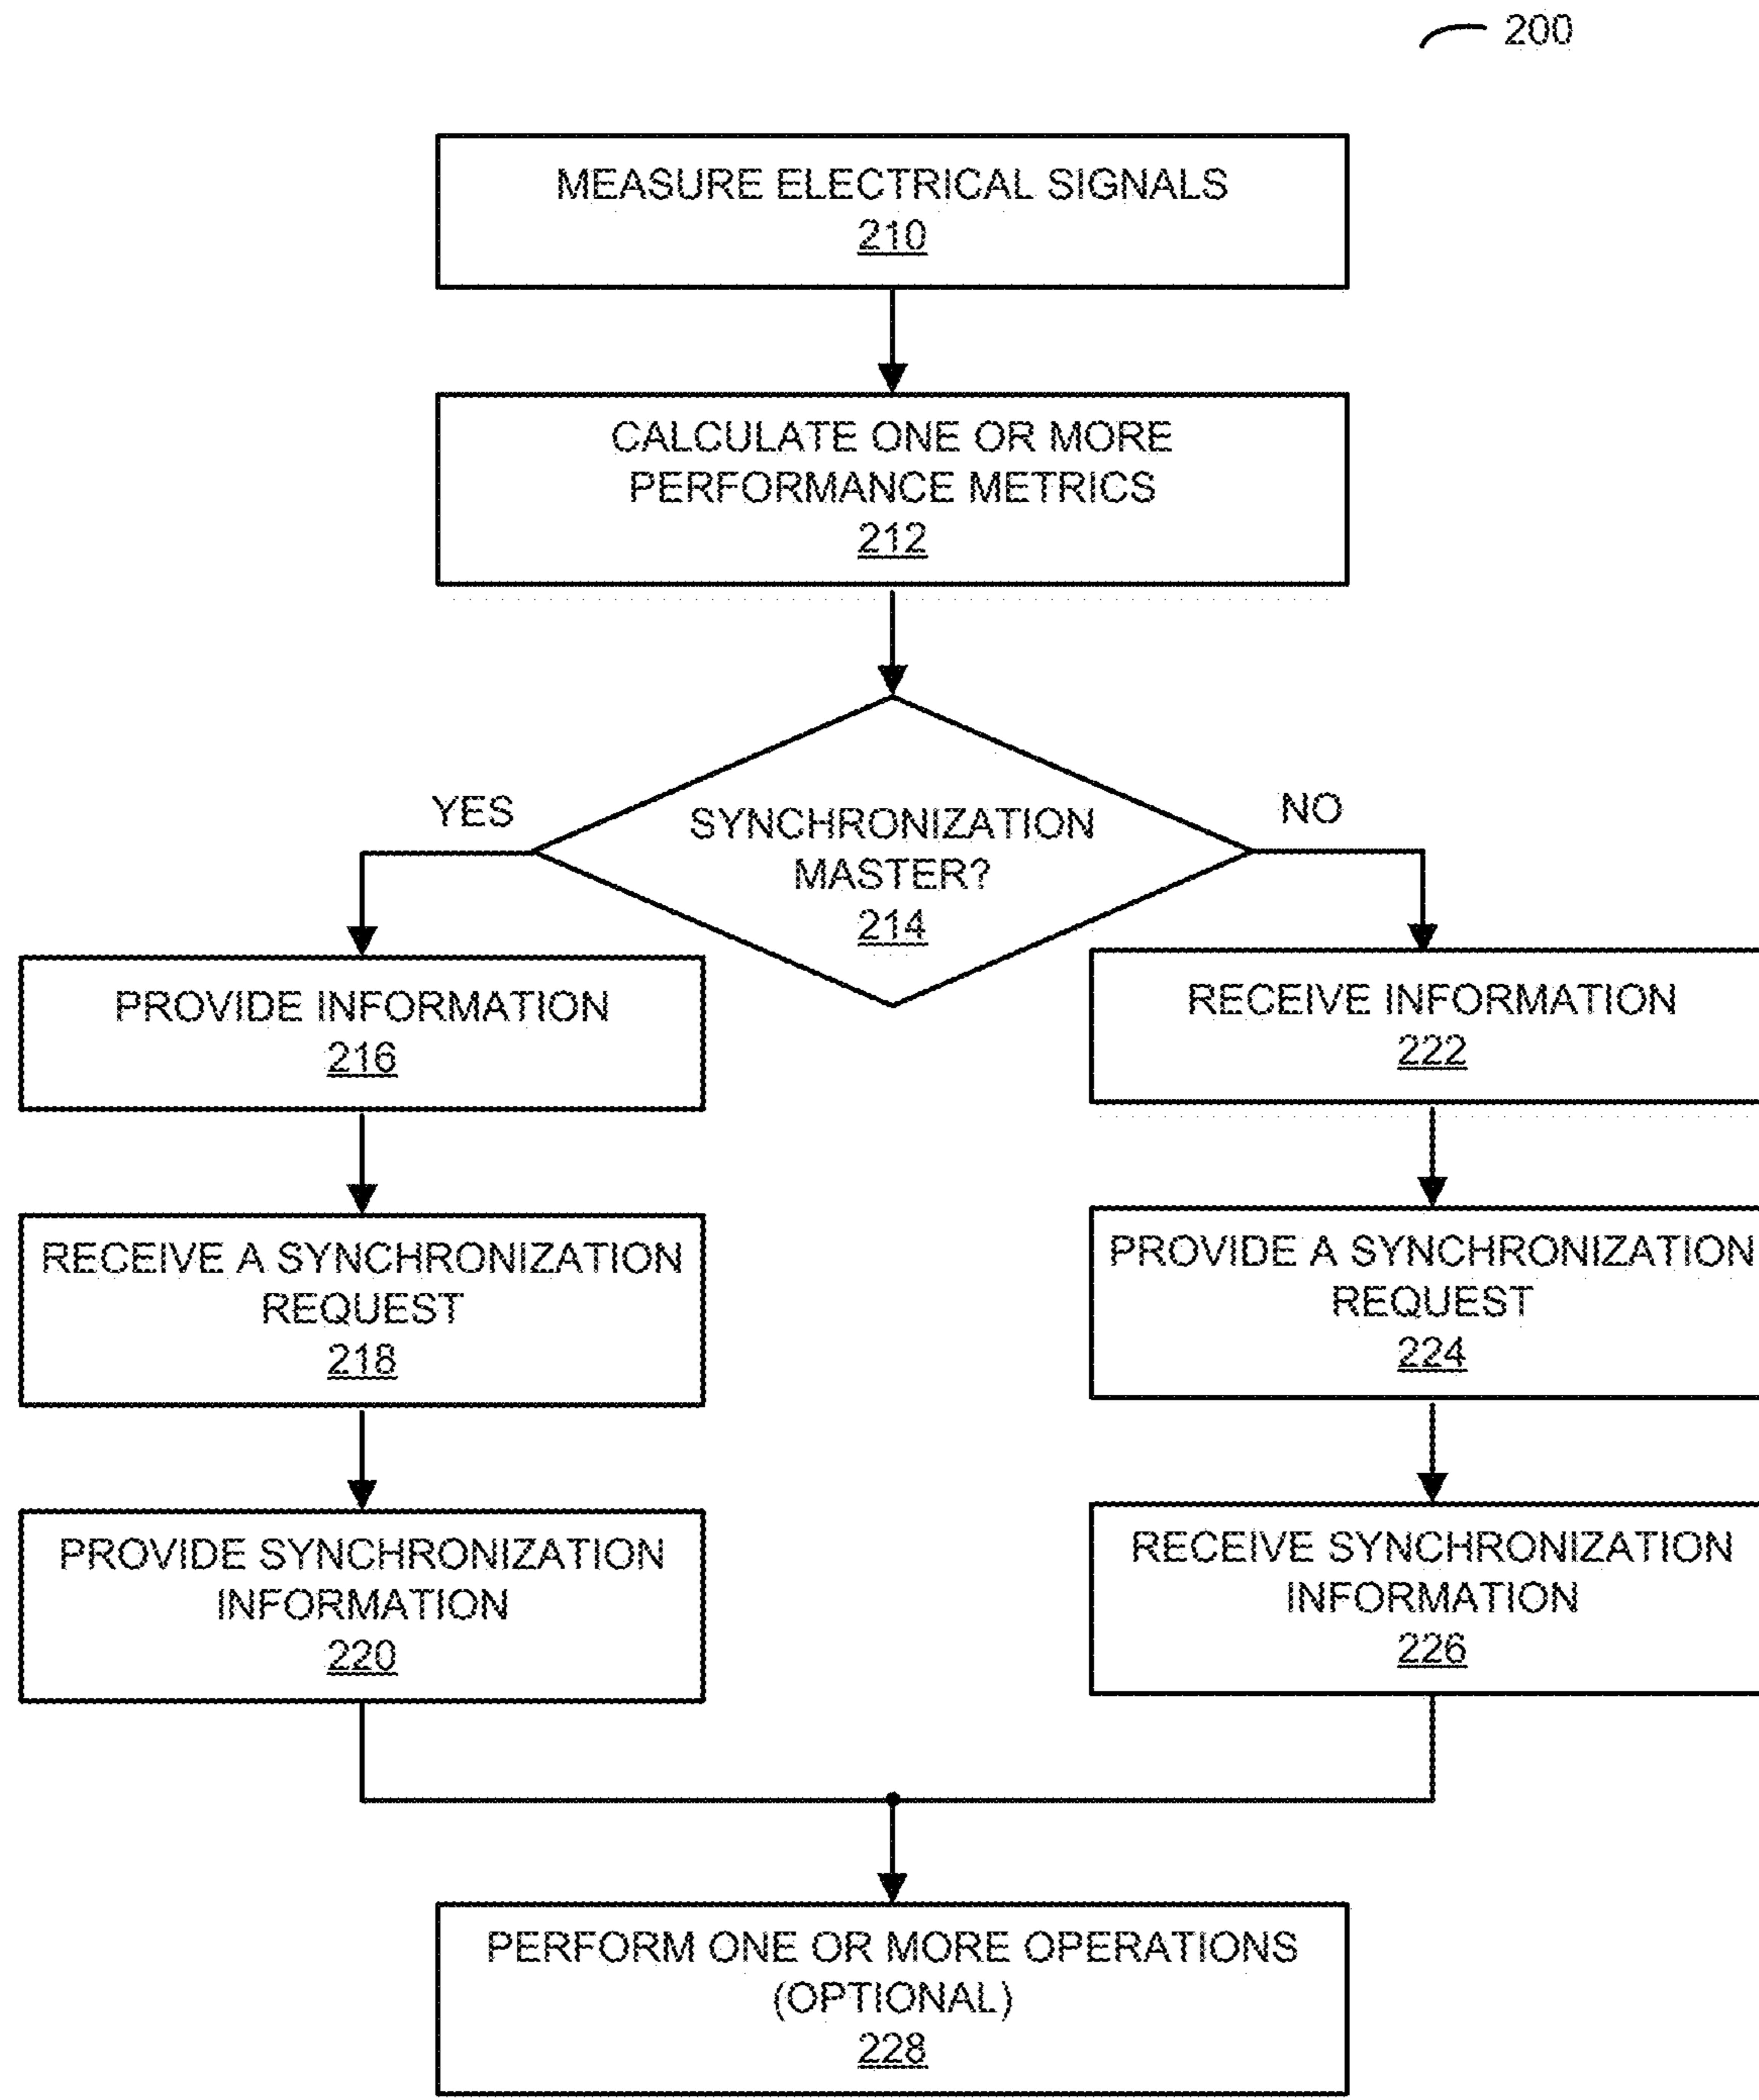 200
MEASURE ELECTRICAL SIGNALS
210
CALCULATE ONE OR MORE
PERFORMANCE METRICS
212
SYNCHRONIZATION
MASTER?
214
YES
NO
PROVIDE INFORMATION
216
RECEIVE A SYNCHRONIZATION
REQUEST
218
PROVIDE SYNCHRONIZATION
INFORMATION
220
RECEIVE INFORMATION
222
PROVIDE A SYNCHRONIZATION
REQUEST
224
RECEIVE SYNCHRONIZATION
INFORMATION
226
PERFORM ONE OR MORE OPERATIONS
(OPTIONAL)
228